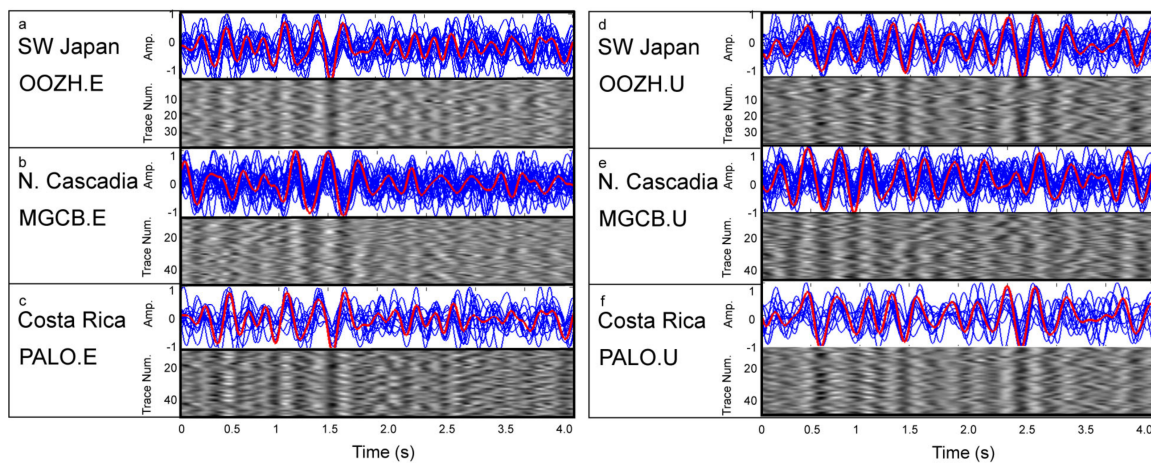 a
SW Japan
OOZH.E
Amp.
1
0
-1
Trace Num.
10
20
30
b
N. Cascadia
MGCB.E
Amp.
1
0
-1
Trace Num.
20
40
c
Costa Rica
PALO.E
Amp.
1
0
-1
Trace Num.
20
40
0 0.5 1.0 1.5 2.0 2.5 3.0 3.5 4.0
Time (s)
d
SW Japan
OOZH.U
Amp.
1
0
-1
Trace Num.
10
20
30
e
N. Cascadia
MGCB.U
Amp.
1
0
-1
Trace Num.
20
40
f
Costa Rica
PALO.U
Amp.
1
0
-1
Trace Num.
20
40
0 0.5 1.0 1.5 2.0 2.5 3.0 3.5 4.0
Time (s)